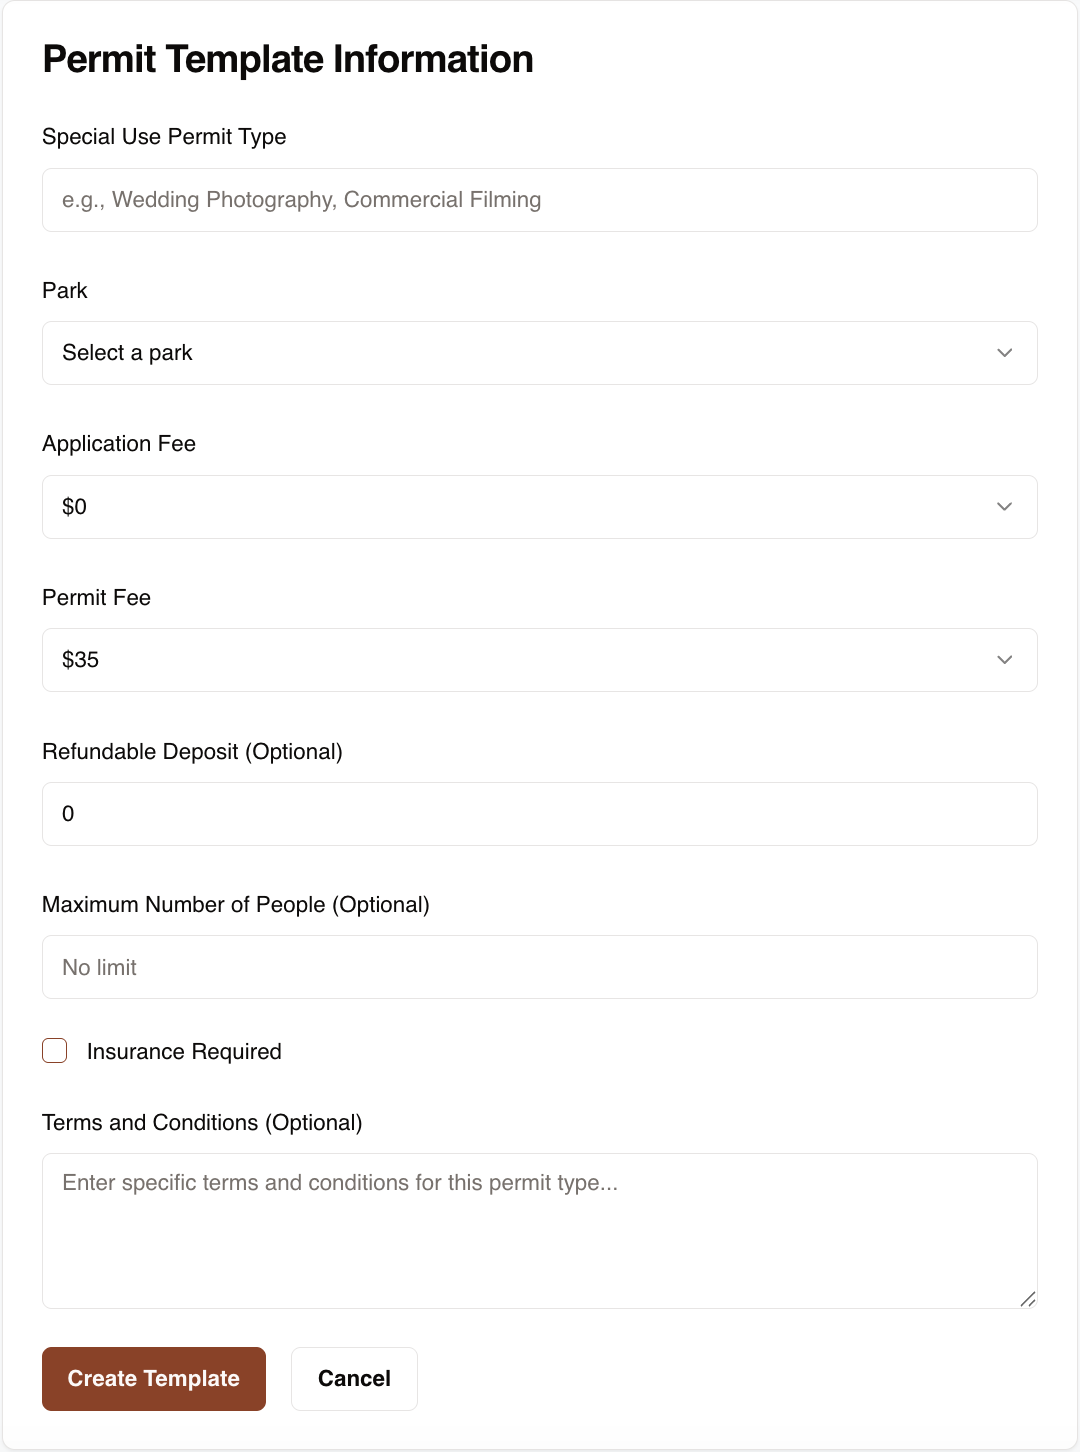 Permit Template Information
Special Use Permit Type
e.g., Wedding Photography, Commercial Filming
Park
Select a park
Application Fee
$0
Permit Fee
$35
Refundable Deposit (Optional)
0
Maximum Number of People (Optional)
No limit
Insurance Required
Terms and Conditions (Optional)
Enter specific terms and conditions for this permit type...
Create Template
Cancel